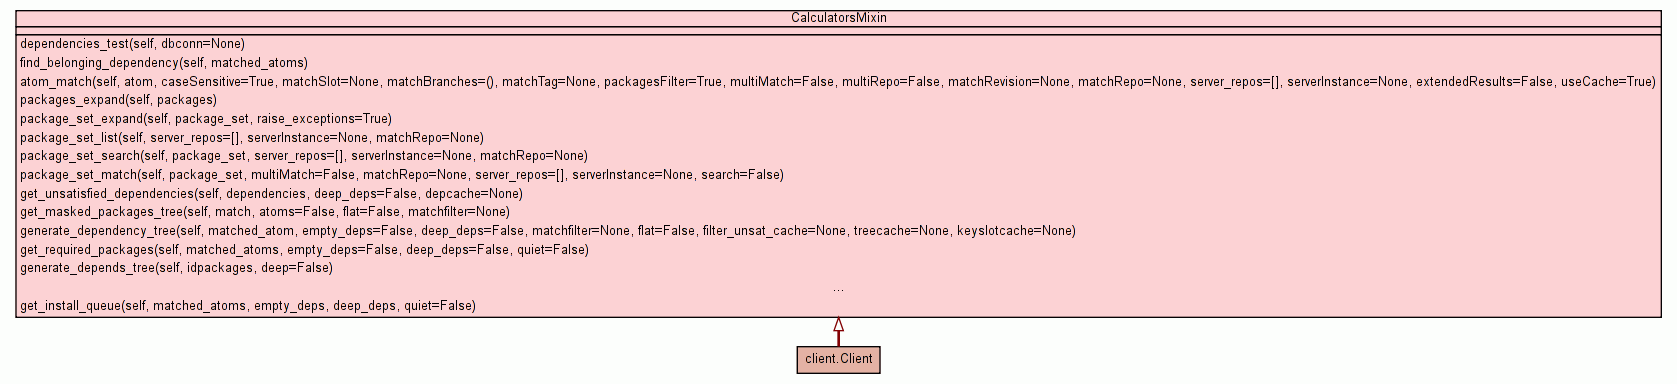 CalculatorsMixin
dependencies_test(self, dbconn=None)
find_belonging_dependency(self, matched_atoms)
atom_match(self, atom, caseSensitive=True, matchSlot=None, matchBranches=(), matchTag=None, packagesFilter=True, multiMatch=False, multiRepo=False, matchRevision=None, matchRepo=None, server_repos=[], serverInstance=None, extendedResults=False, useCache=True)
packages_expand(self, packages)
package_set_expand(self, package_set, raise_exceptions=True)
package_set_list(self, server_repos=[], serverInstance=None, matchRepo=None)
package_set_search(self, package_set, server_repos=[], serverInstance=None, matchRepo=None)
package_set_match(self, package_set, multiMatch=False, matchRepo=None, server_repos=[], serverInstance=None, search=False)
get_unsatisfied_dependencies(self, dependencies, deep_deps=False, depcache=None)
get_masked_packages_tree(self, match, atoms=False, flat=False, matchfilter=None)
generate_dependency_tree(self, matched_atom, empty_deps=False, deep_deps=False, matchfilter=None, flat=False, filter_unsat_cache=None, treecache=None, keyslotcache=None)
get_required_packages(self, matched_atoms, empty_deps=False, deep_deps=False, quiet=False)
generate_depends_tree(self, idpackages, deep=False)
...
get_install_queue(self, matched_atoms, empty_deps, deep_deps, quiet=False)
client.Client